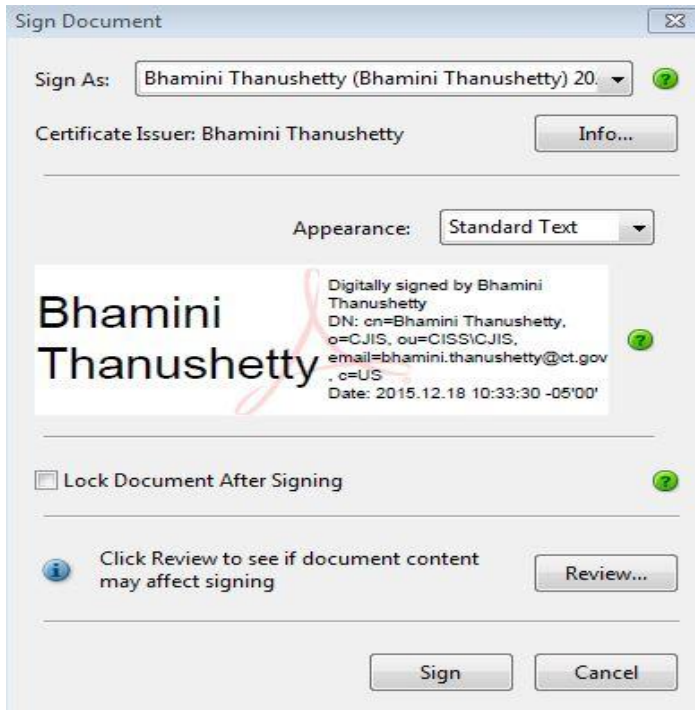 Sign Document
Sign As: Bhamini Thanushetty (Bhamini Thanushetty) 20
Certificate Issuer: Bhamini Thanushetty Info...
Appearance: Standard Text
Bhamini
Thanushetty
Digitally signed by Bhamini
Thanushetty
DN: cn=Bhamini Thanushetty,
o=CJIS, ou=CISS\CJIS,
email=bhamini.thanushetty@ct.gov
, c=US
Date: 2015.12.18 10:33:30 -05'00'
Lock Document After Signing
Click Review to see if document content
may affect signing
Review...
Sign Cancel